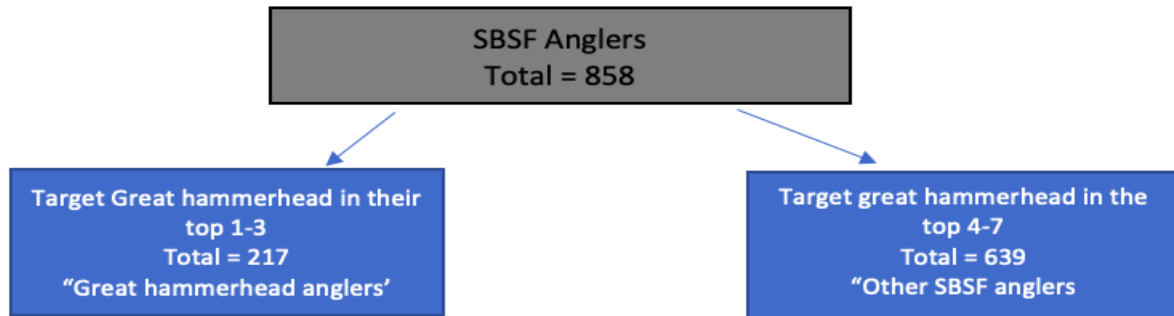 SBSF Anglers
Total = 858
Target Great hammerhead in their
top 1-3
Total = 217
“Great hammerhead anglers’
Target great hammerhead in the
top 4-7
Total = 639
“Other SBSF anglers